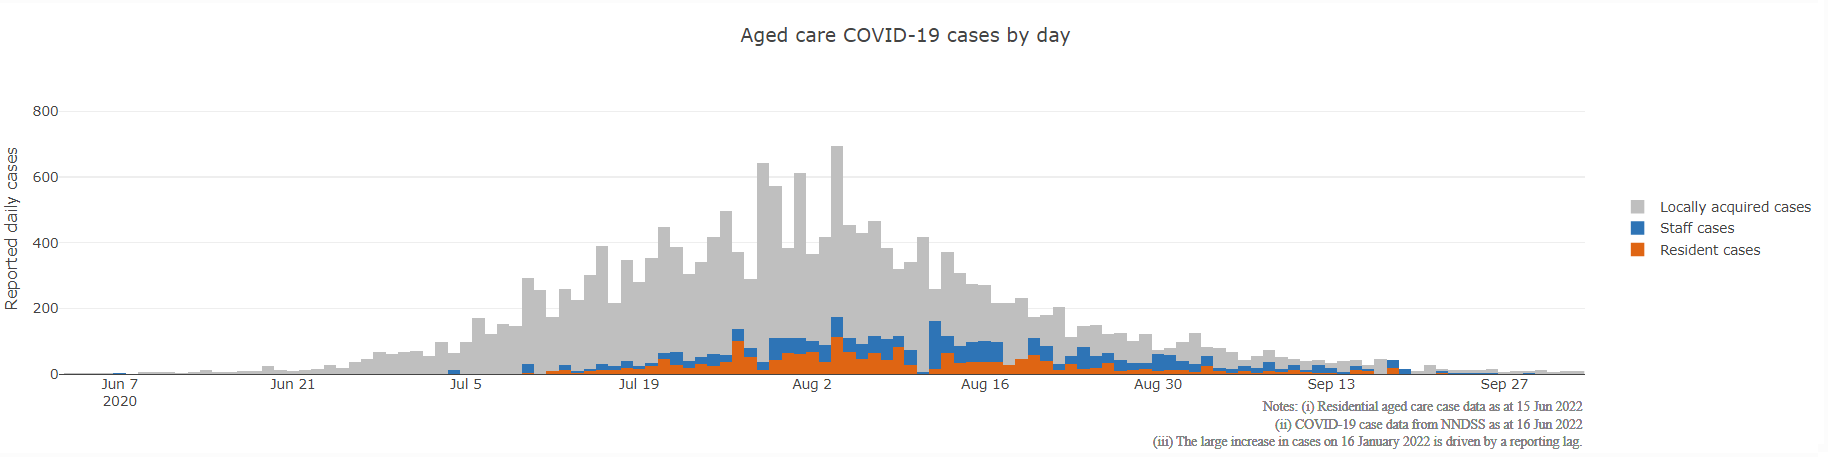 Aged care COVID-19 cases by day
Reported daily cases
800
600
400
200
0
Jun 7
2020
Jun 21
Jul 5
Jul 19
Aug 2
Aug 16
Aug 30
Sep 13
Sep 27
Locally acquired cases
Staff cases
Resident cases
Notes: (i) Residential aged care case data as at 15 Jun 2022
(ii) COVID-19 case data from NNDSS as at 16 Jun 2022
(iii) The large increase in cases on 16 January 2022 is driven by a reporting lag.